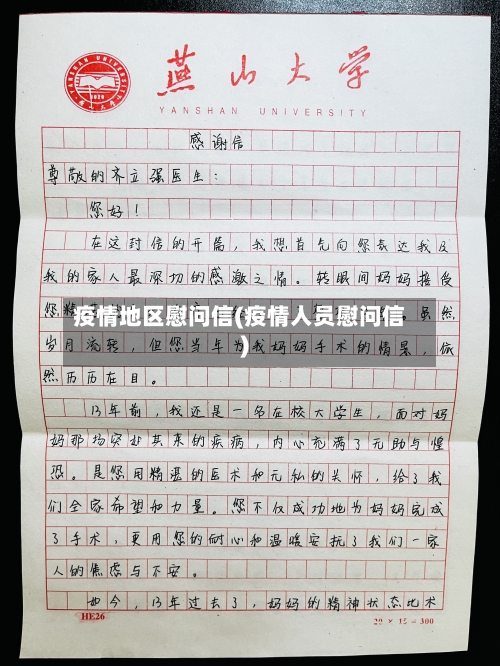 燕山大学
YANSHAN UNIVERSITY
YANSHAN UNIVERSITY
1920
感谢信
尊敬的齐立强医生：
您好！
在这封信的开篇，我想首先向您表达我及
我的家人最深切的感激之情。转眼间妈妈接受
您精 虽然
疫情地区慰问信(疫情人员慰问信
)
岁月流转，但您当年为我妈妈手术的情景，依
然历历在目。
13年前，我还是一名在校大学生，面对妈
妈那场突如其来的疾病，内心充满了无助与惶
恐。是您用精湛的医术和无私的关怀，给了我
们全家希望和力量。您不仅成功地为妈妈完成
了手术，更用您的耐心和温暖安抚了我们一家
人的焦虑与不安。
如今，13年过去了，妈妈的精神状态比术
HE26
20 × 15 = 300